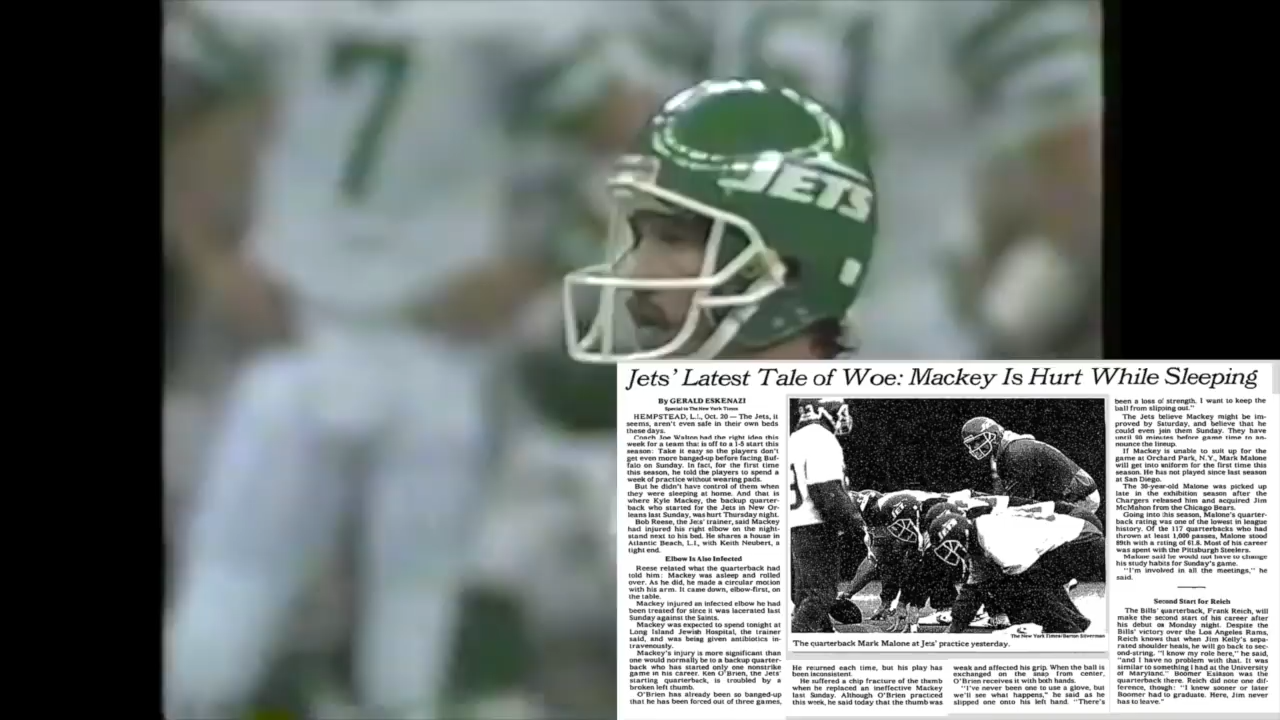 7
JETS
Jets' Latest Tale of Woe: Mackey Is Hurt While Sleeping
By GERALD ESKENAZI
Special to The New York Times
HEMPSTEAD, L.I., Oct. 20 — The Jets, it
seems, aren't even safe in their own beds
these days.
Coach Joe Walton had the right idea this
week for a team that is off to a 1-5 start this
season: Take it easy so the players don't
get even more banged-up before facing Buf-
falo on Sunday. In fact, for the first time
this season, he told the players to spend a
week of practice without wearing pads.
But he didn't have control of them when
they were sleeping at home. And that is
where Kyle Mackey, the backup quarter-
back who started for the Jets in New Or-
leans last Sunday, was hurt Thursday night.
Bob Reese, the Jets' trainer, said Mackey
had injured his right elbow on the night-
stand next to his bed. He shares a house in
Atlantic Beach, L.I., with Keith Neubert, a
tight end.
Elbow Is Also Infected
Reese related what the quarterback had
told him: Mackey was asleep and rolled
over. As he did, he made a circular motion
with his arm. It came down, elbow-first, on
the table.
Mackey injured an infected elbow he had
been treated for since it was lacerated last
Sunday against the Saints.
Mackey was expected to spend tonight at
Long Island Jewish Hospital, the trainer
said, and was being given antibiotics in-
travenously.
Mackey's injury is more significant than
one would normally be to a backup quarter-
back who has started only one nonstrike
game in his career. Ken O'Brien, the Jets'
starting quarterback, is troubled by a
broken left thumb.
O'Brien has already been so banged-up
that he has been forced out of three games,
The New York Times/Barton Silverman
The quarterback Mark Malone at Jets' practice yesterday.
He returned each time, but his play has
been inconsistent.
He suffered a chip fracture of the thumb
when he replaced an ineffective Mackey
last Sunday. Although O'Brien practiced
this week, he said today that the thumb was
weak and affected his grip. When the ball is
exchanged on the snap from center,
O'Brien receives it with both hands.
"I've never been one to use a glove, but
we'll see what happens," he said as he
slipped one onto his left hand. "There's
been a loss of strength. I want to keep the
ball from slipping out."
The Jets believe Mackey might be im-
proved by Saturday, and believe that he
could even join them Sunday. They have
until 90 minutes before game time to an-
nounce the lineup.
If Mackey is unable to suit up for the
game at Orchard Park, N.Y., Mark Malone
will get into uniform for the first time this
season. He has not played since last season
at San Diego.
The 30-year-old Malone was picked up
late in the exhibition season after the
Chargers released him and acquired Jim
McMahon from the Chicago Bears.
Going into this season, Malone's quarter-
back rating was one of the lowest in league
history. Of the 117 quarterbacks who had
thrown at least 1,000 passes, Malone stood
89th with a rating of 61.8. Most of his career
was spent with the Pittsburgh Steelers.
Malone said he would not have to change
his study habits for Sunday's game.
"I'm involved in all the meetings," he
said.
Second Start for Reich
The Bills' quarterback, Frank Reich, will
make the second start of his career after
his debut on Monday night. Despite the
Bills' victory over the Los Angeles Rams,
Reich knows that when Jim Kelly's sepa-
rated shoulder heals, he will go back to sec-
ond-string. "I know my role here," he said,
"and I have no problem with that. It was
similar to something I had at the University
of Maryland." Boomer Esiason was the
quarterback there. Reich did note one dif-
ference, though: "I knew sooner or later
Boomer had to graduate. Here, Jim never
has to leave."